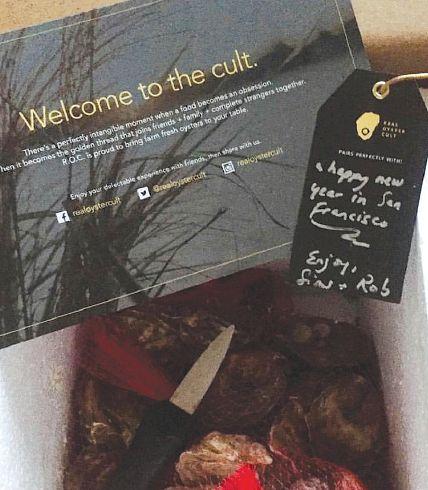 Welcome to the cult.
There's a perfectly intangible moment when a food becomes an obsession.
hen it becomes the golden thread that joins friends + family + complete strangers together.
R.O.C. is proud to bring farm fresh oysters to your table.
Enjoy your delectable experience with friends, then share with us.
realoystercult
@realoystercult
realoystercult
REAL
OYSTER
CULT
PAIRS PERFECTLY WITH:
happy new
year in San
Francisco
Enjoy,
Sims + Rob